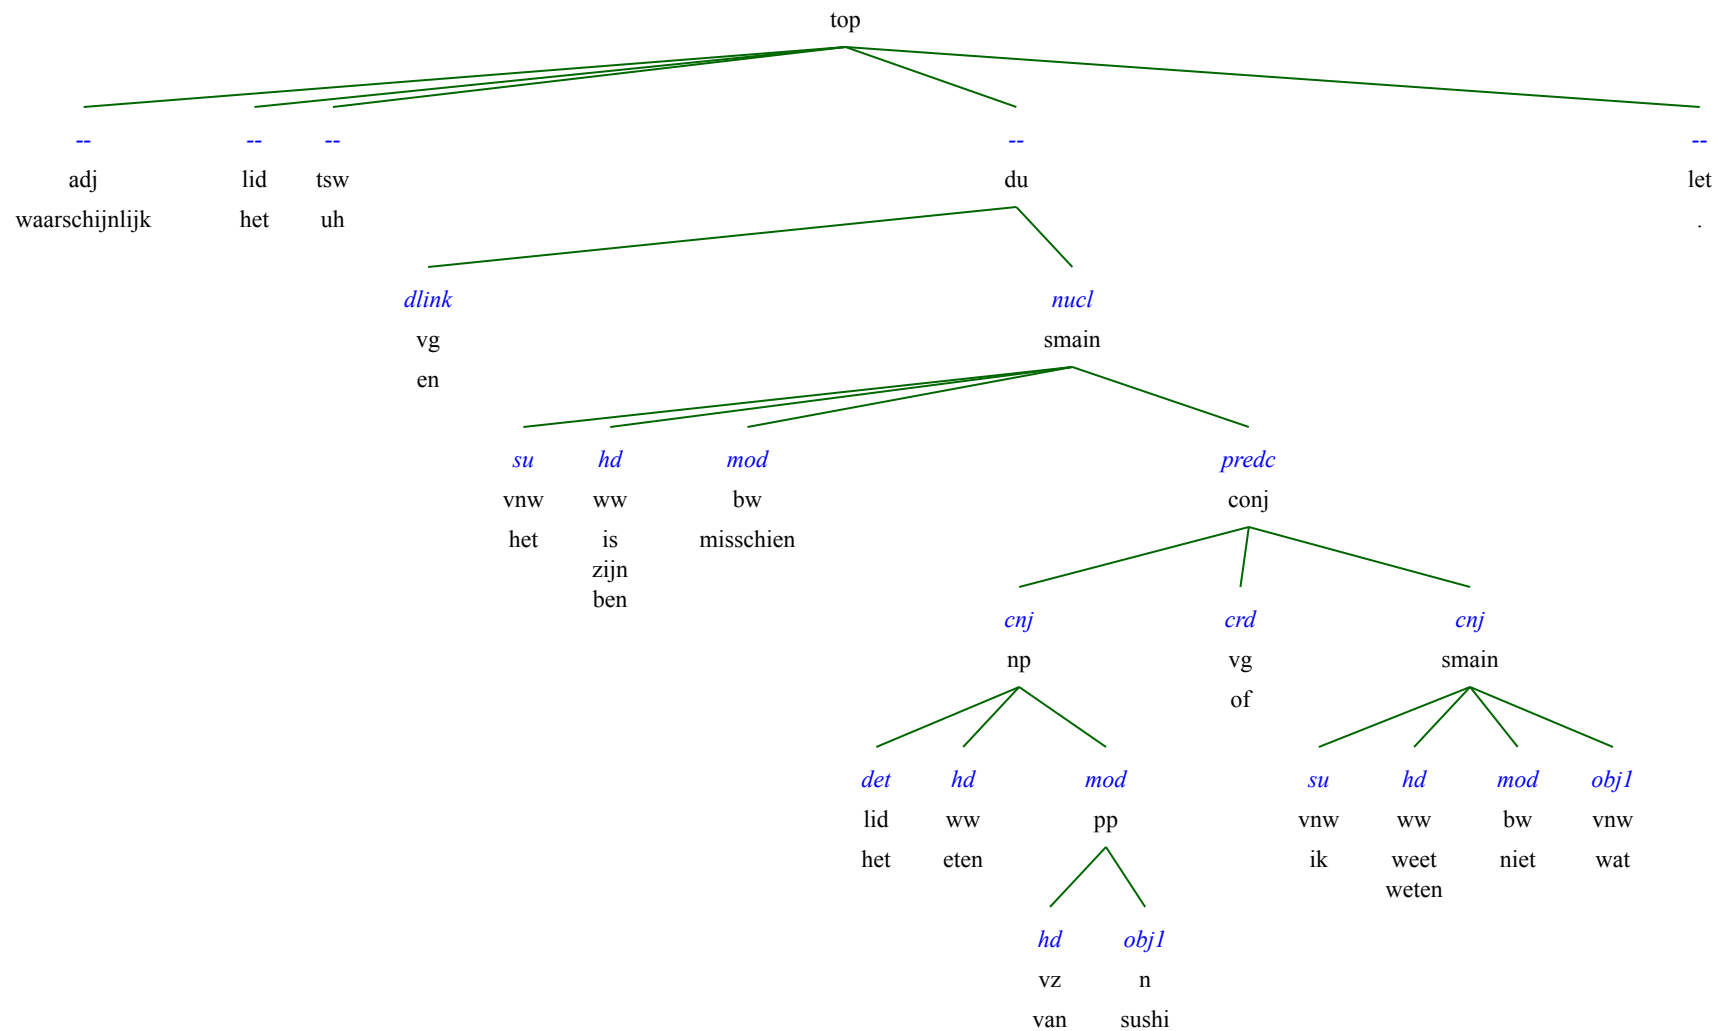 top
-- -- -- -- --
adj lid tsw du let
waarschijnlijk het uh .
dlink nucl
vg smain
en
su hd mod predc
vnw ww bw conj
het is misschien
zijn
ben
cnj crd cnj
np vg smain
of
det hd mod su hd mod obj1
lid ww pp vnw ww bw vnw
het eten ik weet niet wat
weten
hd obj1
vz n
van sushi